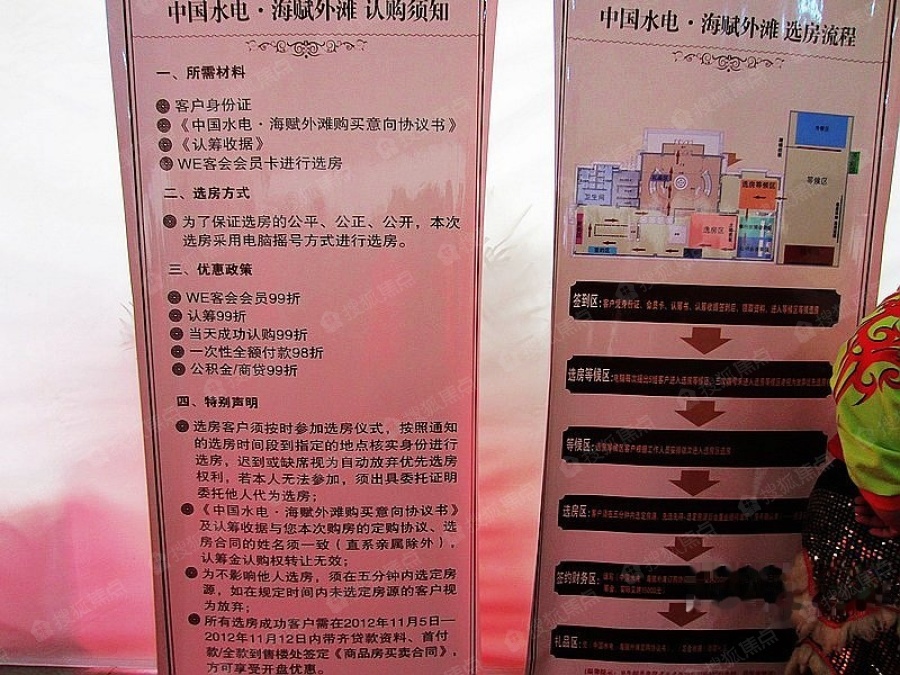 中国水电·海赋外滩 认购须知
一、所需材料
客户身份证
《中国水电·海赋外滩购买意向协议书》
《认筹收据》
WE客会会员卡进行选房
二、选房方式
为了保证选房的公平、公正、公开，本次
选房采用电脑摇号方式进行选房。
三、优惠政策
WE客会会员99折
认筹99折
当天成功认购99折
一次性全额付款98折
公积金/商贷99折
四、特别声明
选房客户须按时参加选房仪式，按照通知
的选房时间段到指定的地点核实身份进行
选房，迟到或缺席视为自动放弃优先选房
权利，若本人无法参加，须出具委托证明
委托他人代为选房；
《中国水电·海赋外滩购买意向协议书》
及认筹收据与您本次购房的定购协议、选
房合同的姓名须一致（直系亲属除外），
认筹金认购权转让无效；
为不影响他人选房，须在五分钟内选定房
源，如在规定时间内未选定房源的客户视
为放弃；
所有选房成功客户需在2012年11月5日—
2012年11月12日内带齐贷款资料、首付
款/全款到售楼处签定《商品房买卖合同》，
方可享受开盘优惠。
中国水电·海赋外滩 选房流程
卫生间
选房等候区
等候区
选房区
签到区：
选房等候区：
等候区：
选房区：
签约财务区：
礼品区：
搜狐焦点